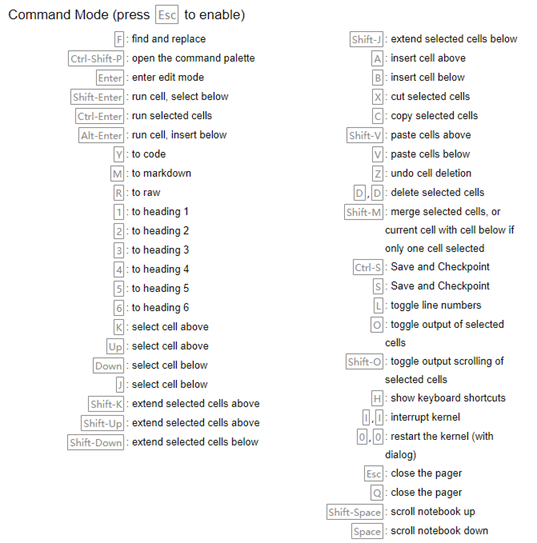 Command Mode (press Esc to enable)
F : find and replace
Ctrl-Shift-P : open the command palette
Enter : enter edit mode
Shift-Enter : run cell, select below
Ctrl-Enter : run selected cells
Alt-Enter : run cell, insert below
Y : to code
M : to markdown
R : to raw
1 : to heading 1
2 : to heading 2
3 : to heading 3
4 : to heading 4
5 : to heading 5
6 : to heading 6
K : select cell above
Up : select cell above
Down : select cell below
J : select cell below
Shift-K : extend selected cells above
Shift-Up : extend selected cells above
Shift-Down : extend selected cells below
Shift-J : extend selected cells below
A : insert cell above
B : insert cell below
X : cut selected cells
C : copy selected cells
Shift-V : paste cells above
V : paste cells below
Z : undo cell deletion
D , D : delete selected cells
Shift-M : merge selected cells, or
current cell with cell below if
only one cell selected
Ctrl-S : Save and Checkpoint
S : Save and Checkpoint
L : toggle line numbers
O : toggle output of selected
cells
Shift-O : toggle output scrolling of
selected cells
H : show keyboard shortcuts
I , I : interrupt kernel
0 , 0 : restart the kernel (with
dialog)
Esc : close the pager
Q : close the pager
Shift-Space : scroll notebook up
Space : scroll notebook down